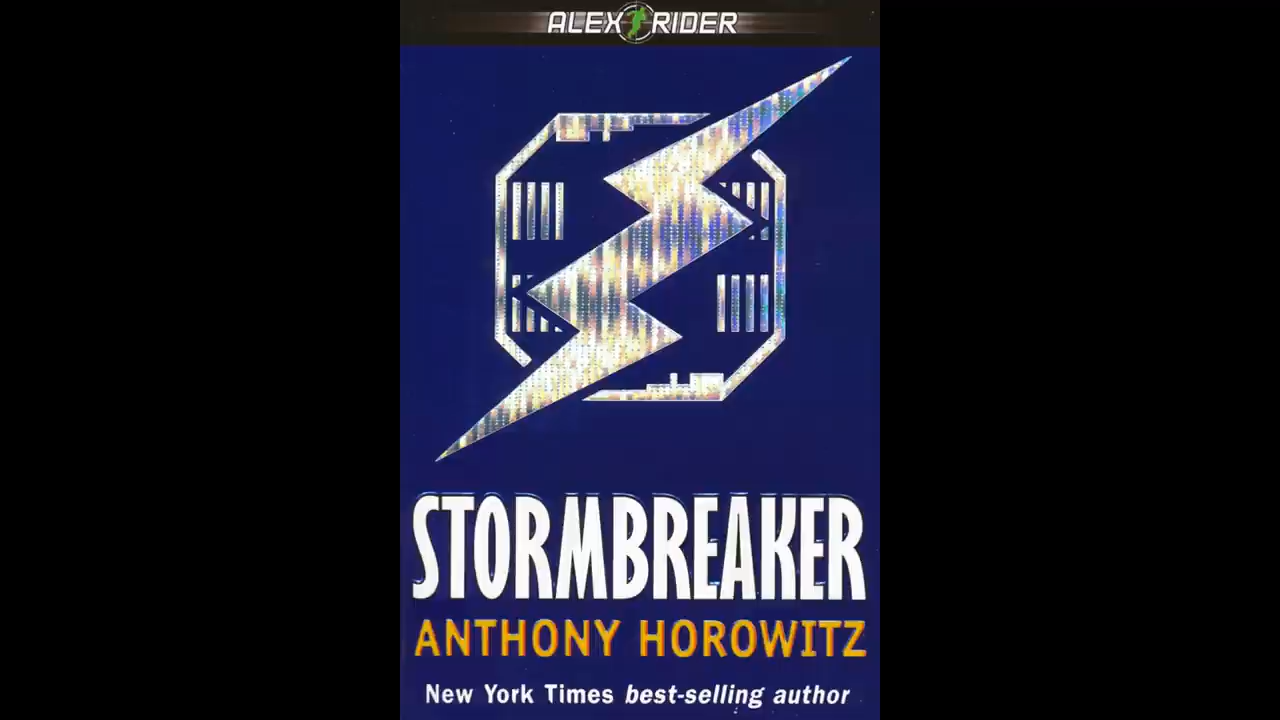 ALEX RIDER
STORMBREAKER
ANTHONY HOROWITZ
New York Times best-selling author